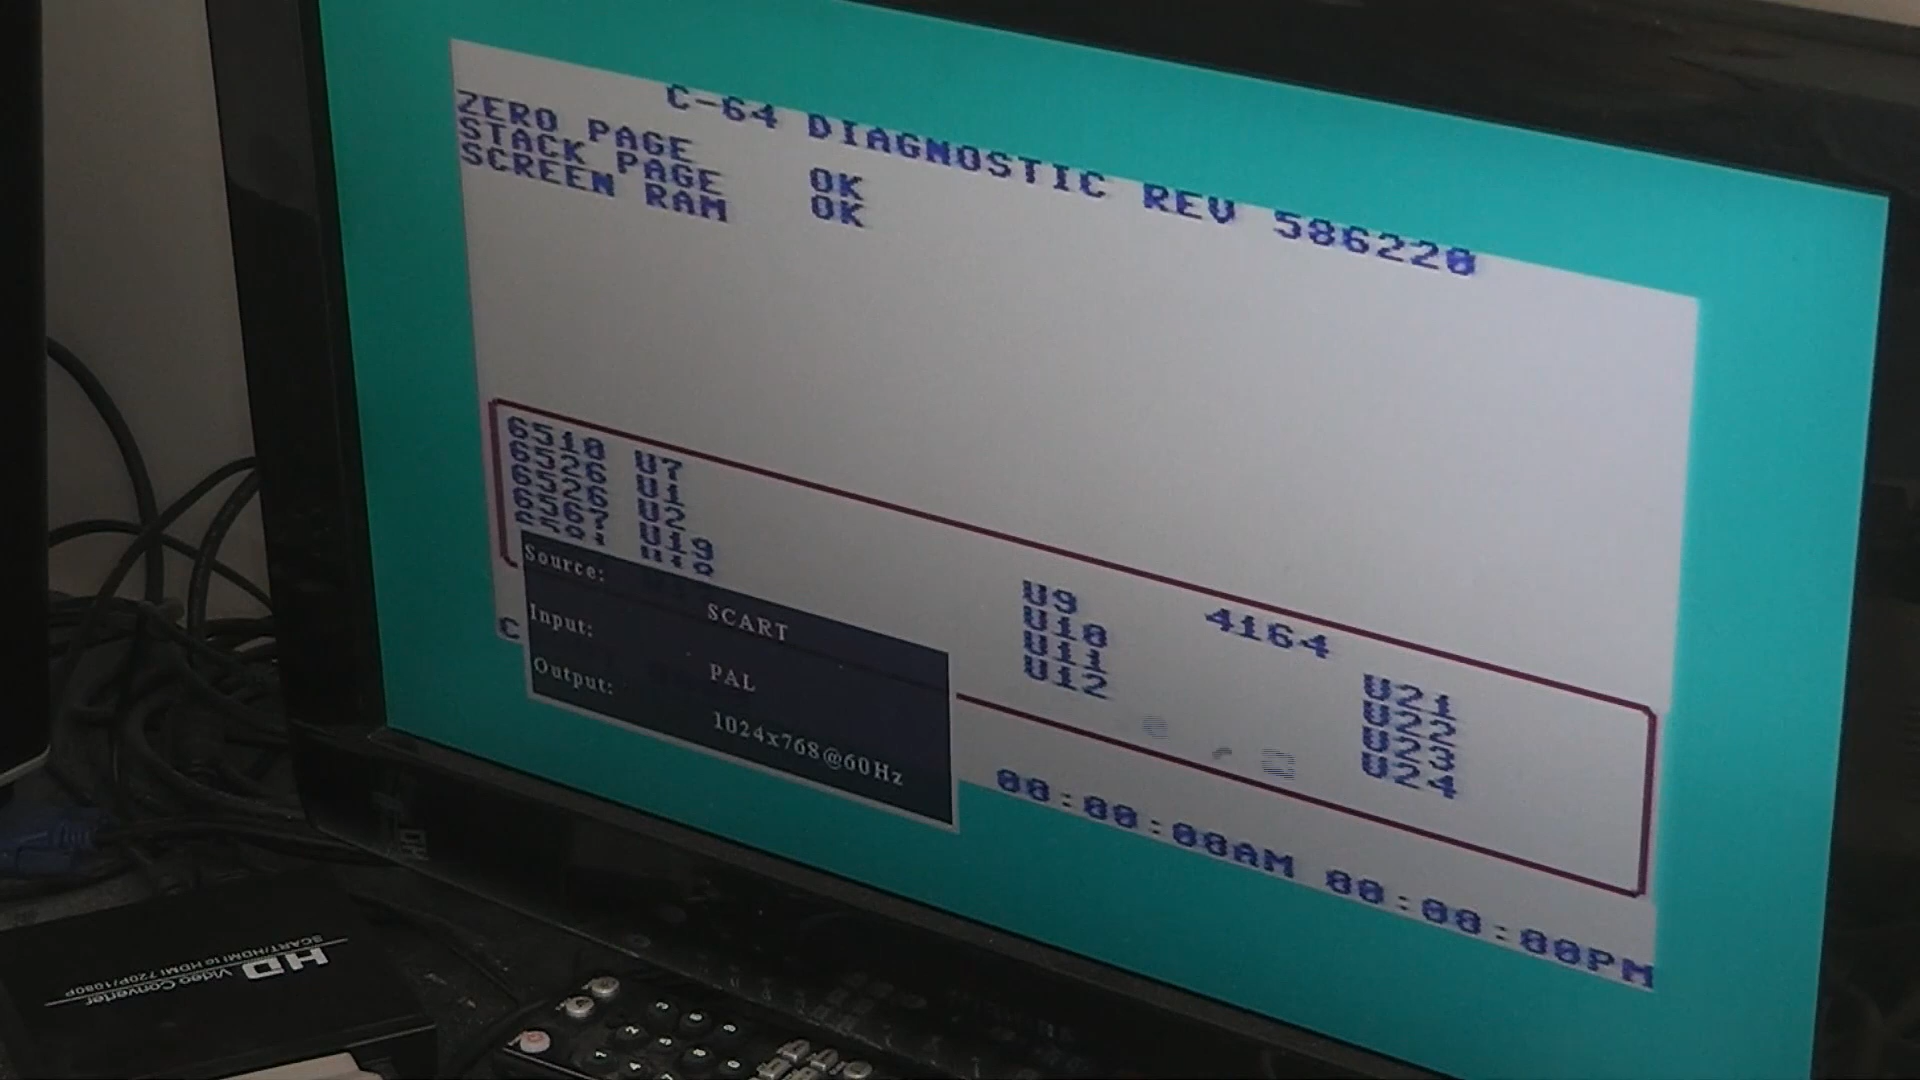 C-64 DIAGNOSTIC REV 586220
ZERO PAGE OK
STACK PAGE OK
SCREEN RAM
6510 U7
6526 U1
6526 U2
6567 U19
6581 U18
4164
U9 U21
U10 U22
U11 U23
U12 U24
C
00:00:00AM 00:00:00PM
Source: SCART
Input: PAL
Output: 1024x768@60Hz
HD Video Converter
SCART/HDMI to HDMI 720P/1080P